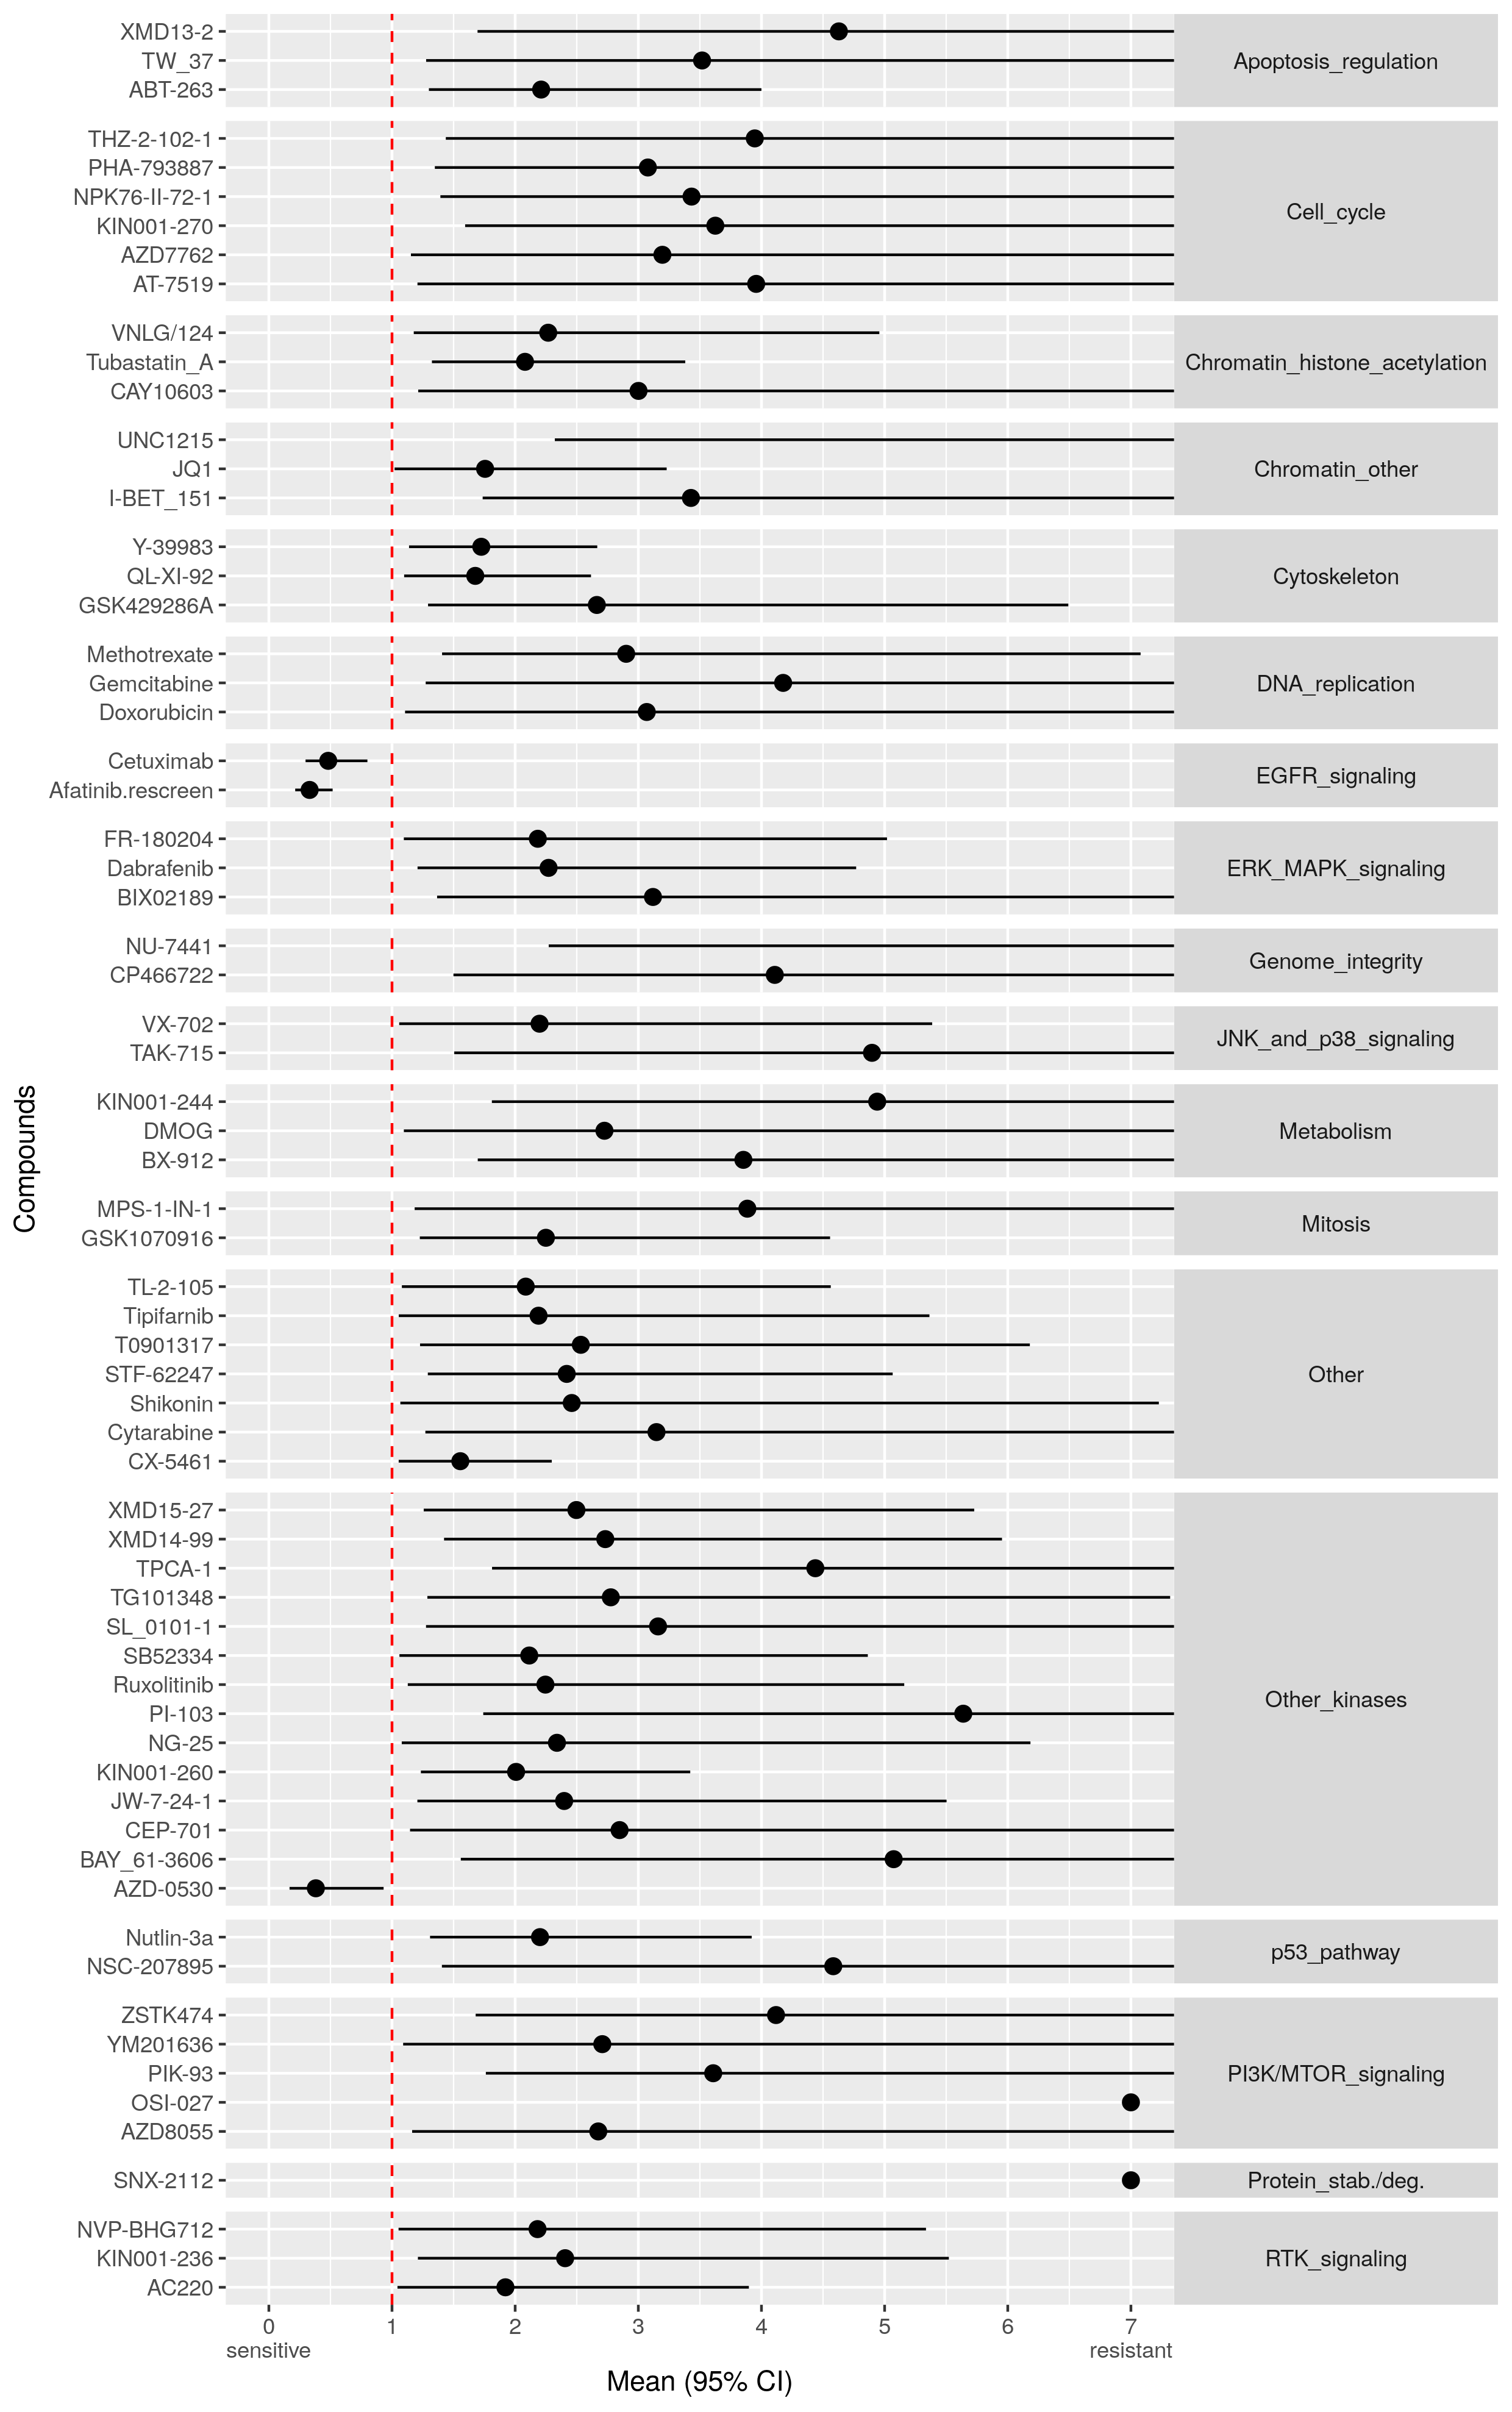 XMD13-2
TW_37
ABT-263
Apoptosis_regulation
THZ-2-102-1
PHA-793887
NPK76-II-72-1
KIN001-270
AZD7762
AT-7519
Cell_cycle
VNLG/124
Tubastatin_A
CAY10603
Chromatin_histone_acetylation
UNC1215
JQ1
I-BET_151
Chromatin_other
Y-39983
QL-XI-92
GSK429286A
Cytoskeleton
Methotrexate
Gemcitabine
Doxorubicin
DNA_replication
Cetuximab
Afatinib.rescreen
EGFR_signaling
FR-180204
Dabrafenib
BIX02189
ERK_MAPK_signaling
NU-7441
CP466722
Genome_integrity
VX-702
TAK-715
JNK_and_p38_signaling
KIN001-244
DMOG
BX-912
Metabolism
MPS-1-IN-1
GSK1070916
Mitosis
TL-2-105
Tipifarnib
T0901317
STF-62247
Shikonin
Cytarabine
CX-5461
Other
XMD15-27
XMD14-99
TPCA-1
TG101348
SL_0101-1
SB52334
Ruxolitinib
PI-103
NG-25
KIN001-260
JW-7-24-1
CEP-701
BAY_61-3606
AZD-0530
Other_kinases
Nutlin-3a
NSC-207895
p53_pathway
ZSTK474
YM201636
PIK-93
OSI-027
AZD8055
PI3K/MTOR_signaling
SNX-2112
Protein_stab./deg.
NVP-BHG712
KIN001-236
AC220
RTK_signaling
Compounds
0 1 2 3 4 5 6 7
sensitive resistant
Mean (95% CI)